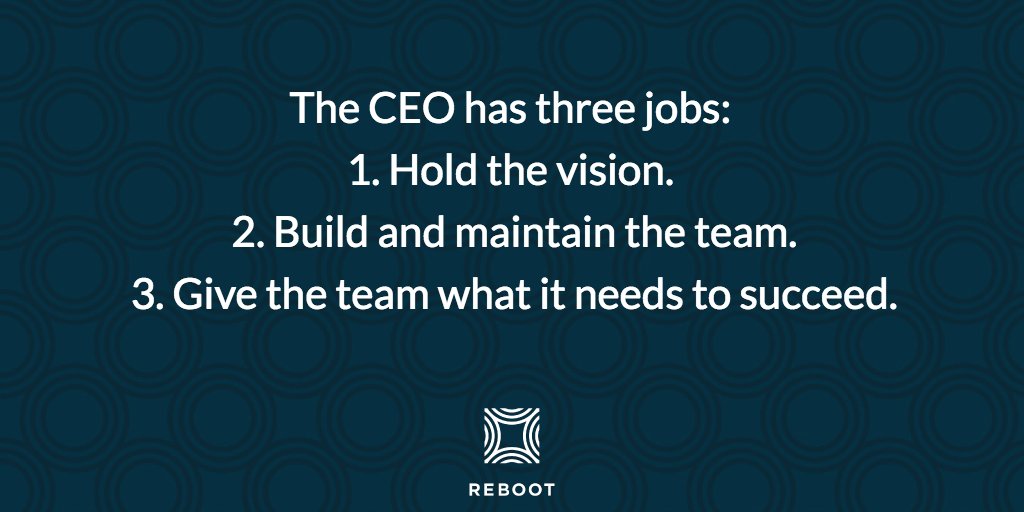 The CEO has three jobs:
1. Hold the vision.
2. Build and maintain the team.
3. Give the team what it needs to succeed.
REBOOT